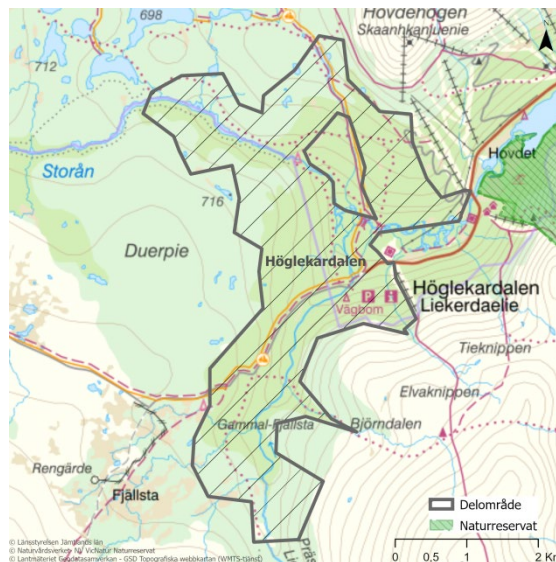 698
Hovdehögen
Skaanhkanjuenie
712
Storån
Hovdet
716
Duerpie
Höglekardalen
Höglekardalen
Liekerdaelie
Vägbom
P
Tieknippen
Elvaknippen
Gammal-Fjällsta
Björndalen
Rengärde
Fjällsta
Delområde
Naturreservat
© Länsstyrelsen Jämtlands län
© Naturvårdsverket, NV VicNatur Naturreservat
© Lantmäteriet Geodatasamverkan - GSD Topografiska webbkartan (WMTS-tjänst)
0 0,5 1 2 Km